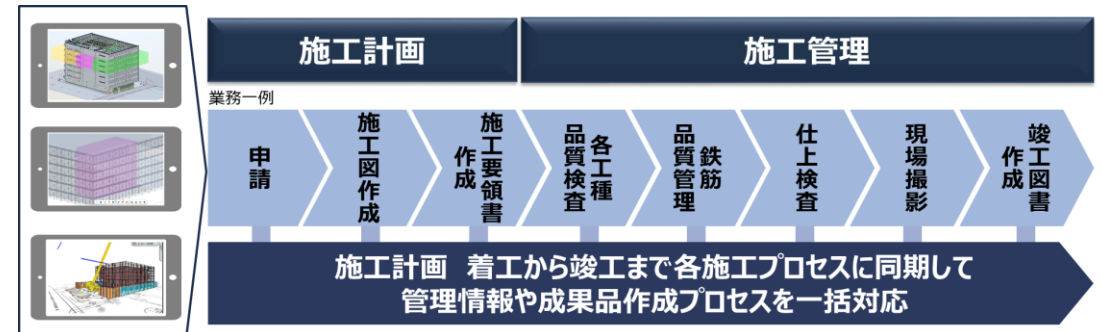 施工計画
施工管理
業務一例
申請
施工図作成
施工要領書
作成
各工種
品質検査
鉄筋
品質管理
仕上検査
現場撮影
竣工図書
作成
施工計画 着工から竣工まで各施工プロセスに同期して
管理情報や成果品作成プロセスを一括対応